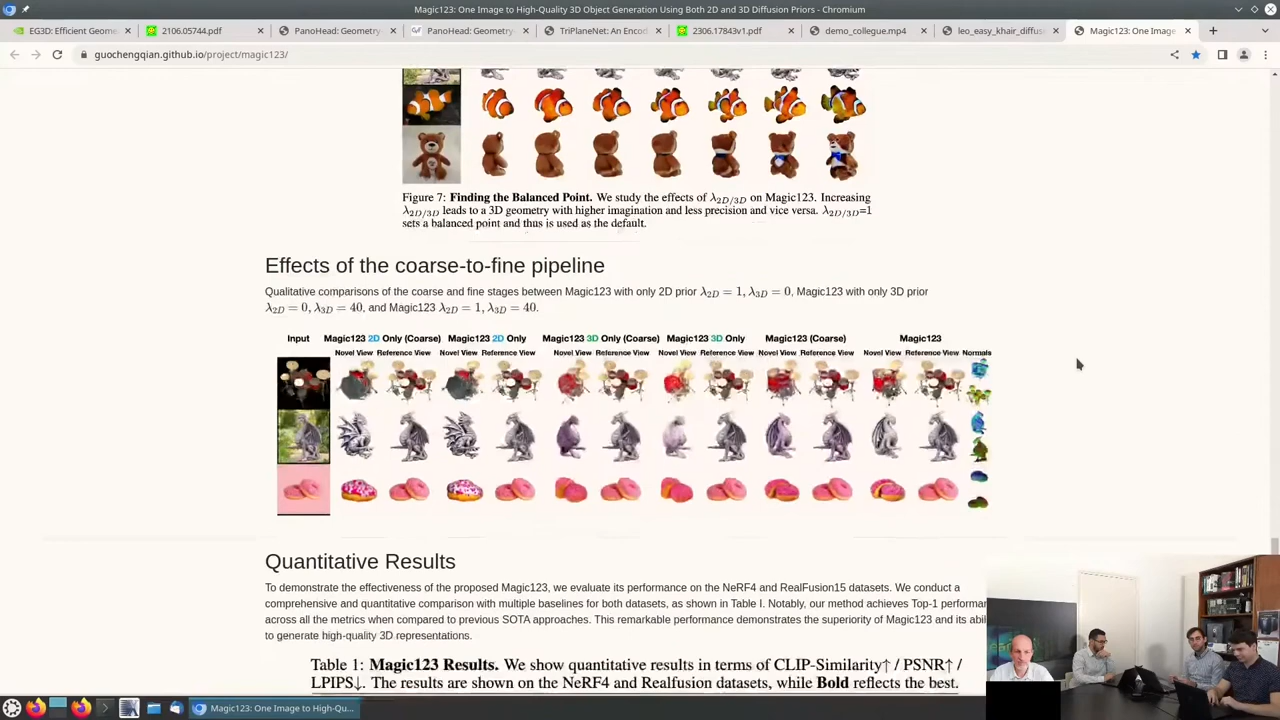 Magic123: One Image to High-Quality 3D Object Generation Using Both 2D and 3D Diffusion Priors - Chromium
EG3D: Efficient Geome
2106.05744.pdf
PanoHead: Geometry
PanoHead: Geometry-
TriPlaneNet: An Encod
2306.17843v1.pdf
demo_collegue.mp4
leo_easy_khair_diffus
Magic123: One Image
guochengqian.github.io/project/magic123/
Figure 7: Finding the Balanced Point. We study the effects of λ2D/3D on Magic123. Increasing
λ2D/3D leads to a 3D geometry with higher imagination and less precision and vice versa. λ2D/3D=1
sets a balanced point and thus is used as the default.
Effects of the coarse-to-fine pipeline
Qualitative comparisons of the coarse and fine stages between Magic123 with only 2D prior λ2D = 1, λ3D = 0, Magic123 with only 3D prior
λ2D = 0, λ3D = 40, and Magic123 λ2D = 1, λ3D = 40.
Input Magic123 2D Only (Coarse) Magic123 2D Only Magic123 3D Only (Coarse) Magic123 3D Only Magic123 (Coarse) Magic123
Novel View Reference View Novel View Reference View Novel View Reference View Novel View Reference View Novel View Reference View Novel View Reference View Normals
Quantitative Results
To demonstrate the effectiveness of the proposed Magic123, we evaluate its performance on the NeRF4 and RealFusion15 datasets. We conduct a
comprehensive and quantitative comparison with multiple baselines for both datasets, as shown in Table I. Notably, our method achieves Top-1 performan
across all the metrics when compared to previous SOTA approaches. This remarkable performance demonstrates the superiority of Magic123 and its abi
to generate high-quality 3D representations.
Table 1: Magic123 Results. We show quantitative results in terms of CLIP-Similarity↑ / PSNR↑ /
LPIPS↓. The results are shown on the NeRF4 and Realfusion datasets, while Bold reflects the best.
Magic123: One Image to High-Qu...